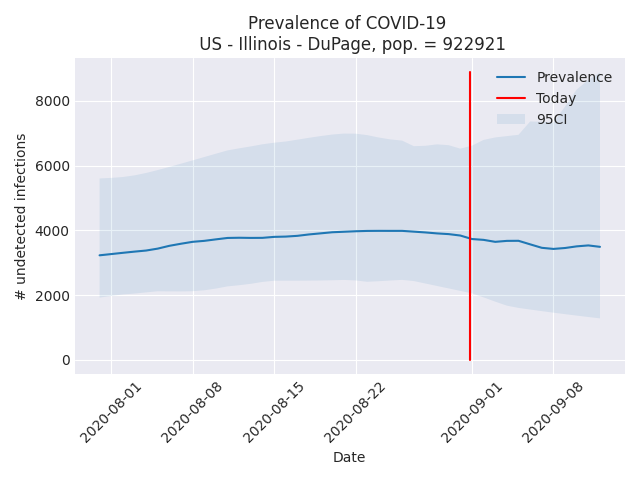 Prevalence of COVID-19
US - Illinois - DuPage, pop. = 922921
Prevalence
Today
95CI
# undetected infections
8000
6000
4000
2000
0
2020-08-01
2020-08-08
2020-08-15
2020-08-22
2020-09-01
2020-09-08
Date